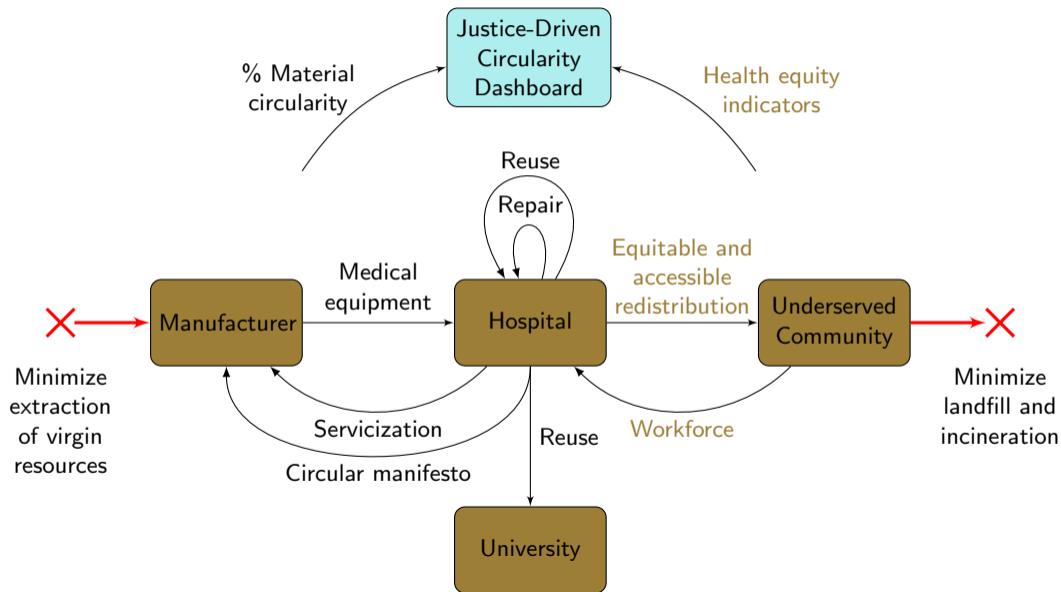 Justice-Driven
Circularity
Dashboard
% Material
circularity
Health equity
indicators
Reuse
Repair
Medical
equipment
Equitable and
accessible
redistribution
Manufacturer
Hospital
Underserved
Community
Minimize
extraction
of virgin
resources
Minimize
landfill and
incineration
Servicization
Circular manifesto
Reuse
Workforce
University